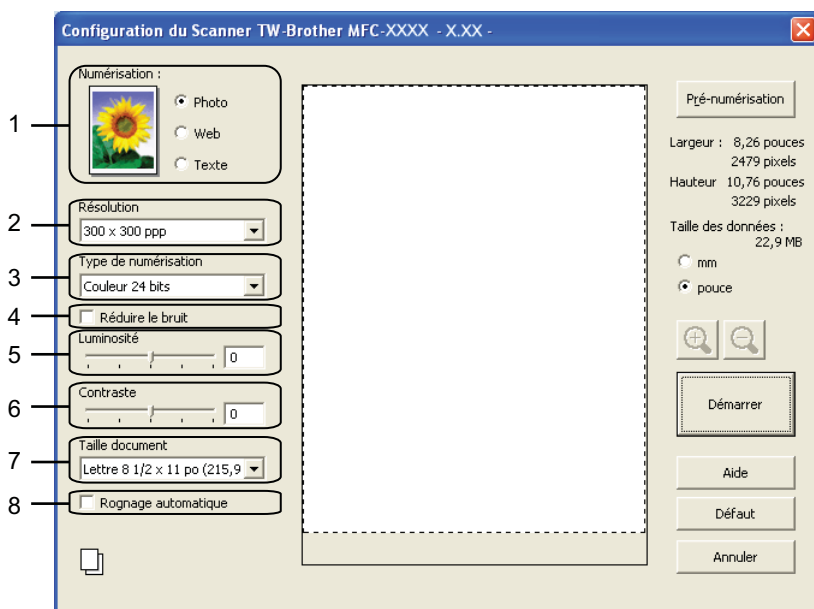 Configuration du Scanner TW-Brother MFC-XXXX - X.XX -
1
Numérisation :
Photo
Web
Texte
2
Résolution
300 x 300 ppp
3
Type de numérisation
Couleur 24 bits
4
Réduire le bruit
5
Luminosité
0
6
Contraste
0
7
Taille document
Lettre 8 1/2 x 11 po (215,9
8
Rognage automatique
Pré-numérisation
Largeur : 8,26 pouces
2479 pixels
Hauteur 10,76 pouces
3229 pixels
Taille des données :
22,9 MB
mm
pouce
Démarrer
Aide
Défaut
Annuler